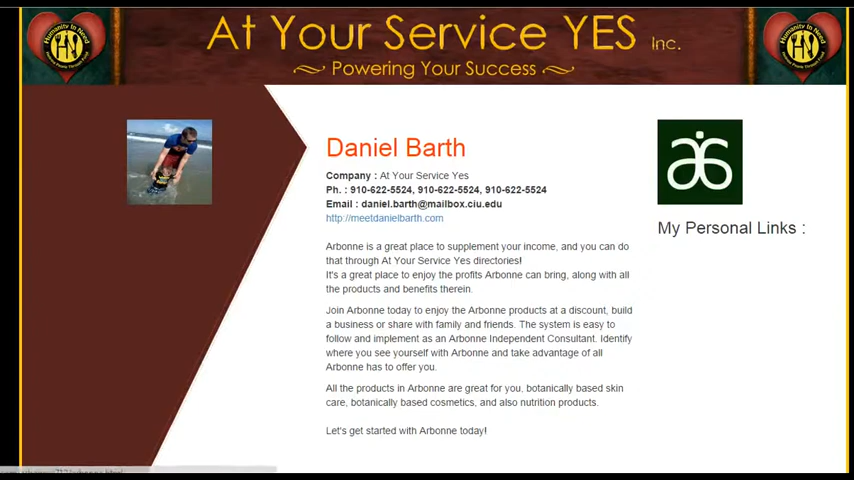 At Your Service YES Inc.
Powering Your Success
Humanity In Need
Humanity In Need
Daniel Barth
Company : At Your Service Yes
Ph. : 910-622-5524, 910-622-5524, 910-622-5524
Email : daniel.barth@mailbox.ciu.edu
http://meetdanielbarth.com
My Personal Links :
Arbonne is a great place to supplement your income, and you can do
that through At Your Service Yes directories!
It's a great place to enjoy the profits Arbonne can bring, along with all
the products and benefits therein.
Join Arbonne today to enjoy the Arbonne products at a discount, build
a business or share with family and friends. The system is easy to
follow and implement as an Arbonne Independent Consultant. Identify
where you see yourself with Arbonne and take advantage of all
Arbonne has to offer you.
All the products in Arbonne are great for you, botanically based skin
care, botanically based cosmetics, and also nutrition products.
Let's get started with Arbonne today!